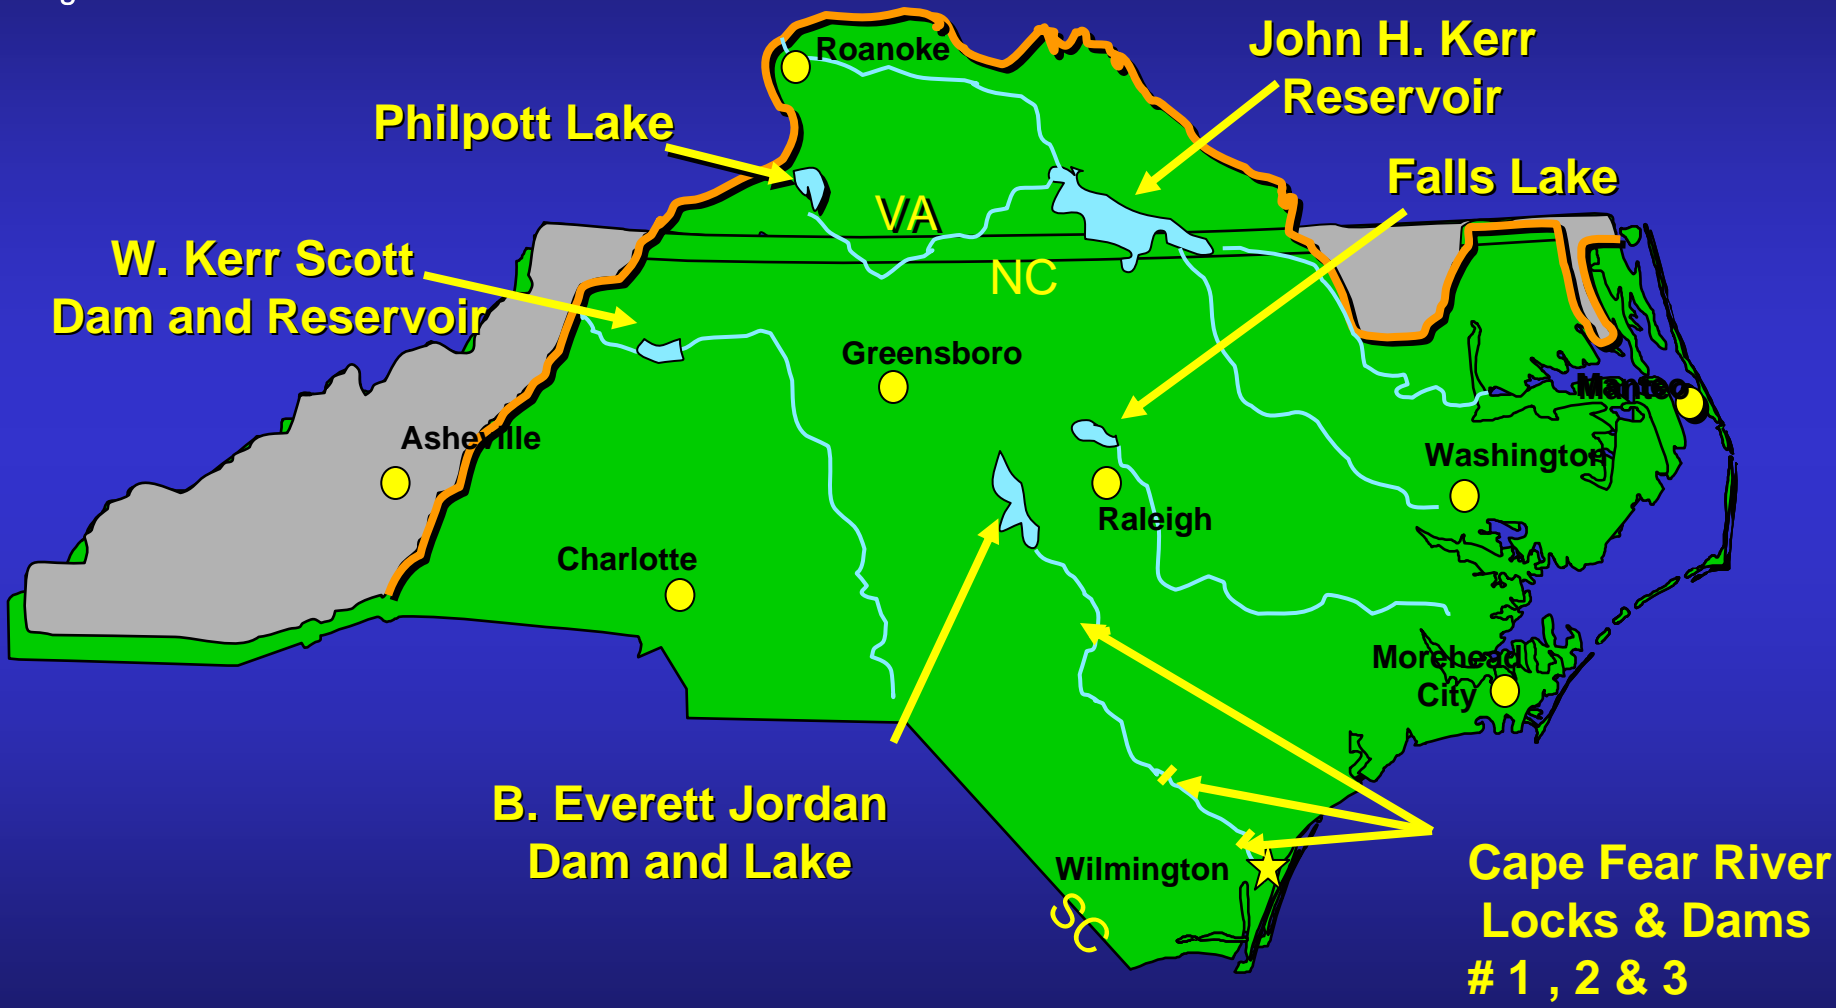 Roanoke
John H. Kerr
Reservoir
Philpott Lake
Falls Lake
VA
W. Kerr Scott
Dam and Reservoir
NC
Greensboro
Manteo
Asheville
Washington
Raleigh
Charlotte
Morehead
City
B. Everett Jordan
Dam and Lake
Wilmington
Cape Fear River
Locks & Dams
# 1 , 2 & 3
SC